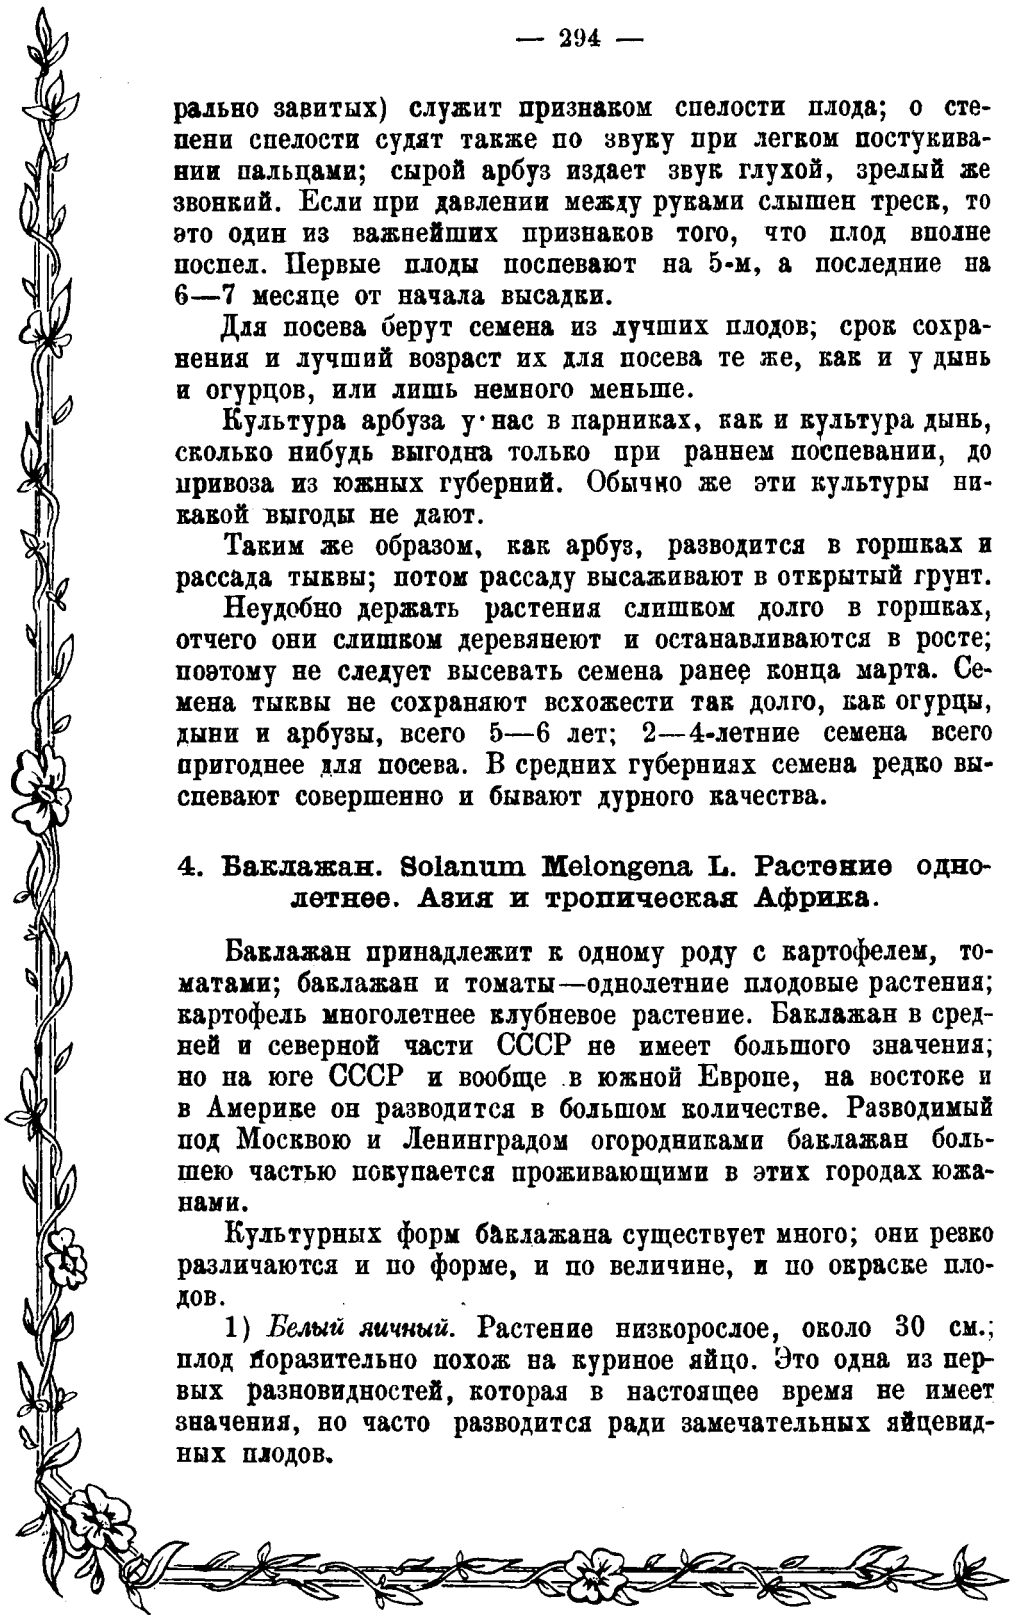 — 294 —
рально завитых) служит признаком спелости плода; о сте-
пени спелости судят также по звуку при легком постукива-
нии пальцами; сырой арбуз издает звук глухой, зрелый же
звонкий. Если при давлении между руками слышен треск, то
это один из важнейших признаков того, что плод вполне
поспел. Первые плоды поспевают на 5-м, а последние на
6—7 месяце от начала высадки.
Для посева берут семена из лучших плодов; срок сохра-
нения и лучший возраст их для посева те же, как и у дынь
и огурцов, или лишь немного меньше.
Культура арбуза у нас в парниках, как и культура дынь,
сколько нибудь выгодна только при раннем поспевании, до
привоза из южных губерний. Обычно же эти культуры ни-
какой выгоды не дают.
Таким же образом, как арбуз, разводится в горшках и
рассада тыквы; потом рассаду высаживают в открытый грунт.
Неудобно держать растения слишком долго в горшках,
отчего они слишком деревянеют и останавливаются в росте;
поэтому не следует высевать семена ранее конца марта. Се-
мена тыквы не сохраняют всхожести так долго, как огурцы,
дыни и арбузы, всего 5—6 лет; 2—4-летние семена всего
пригоднее для посева. В средних губерниях семена редко вы-
спевают совершенно и бывают дурного качества.
4. Баклажан. Solanum Melongena L. Растение одно-
летнее. Азия и тропическая Африка.
Баклажан принадлежит к одному роду с картофелем, то-
матами; баклажан и томаты—однолетние плодовые растения;
картофель многолетнее клубневое растение. Баклажан в сред-
ней и северной части СССР не имеет большого значения;
но на юге СССР и вообще в южной Европе, на востоке и
в Америке он разводится в большом количестве. Разводимый
под Москвою и Ленинградом огородниками баклажан боль-
шею частью покупается проживающими в этих городах южа-
нами.
Культурных форм баклажана существует много; они резко
различаются и по форме, и по величине, и по окраске пло-
дов.
1) Белый яичный. Растение низкорослое, около 30 см.;
плод поразительно похож на куриное яйцо. Это одна из пер-
вых разновидностей, которая в настоящее время не имеет
значения, но часто разводится ради замечательных яйцевид-
ных плодов.